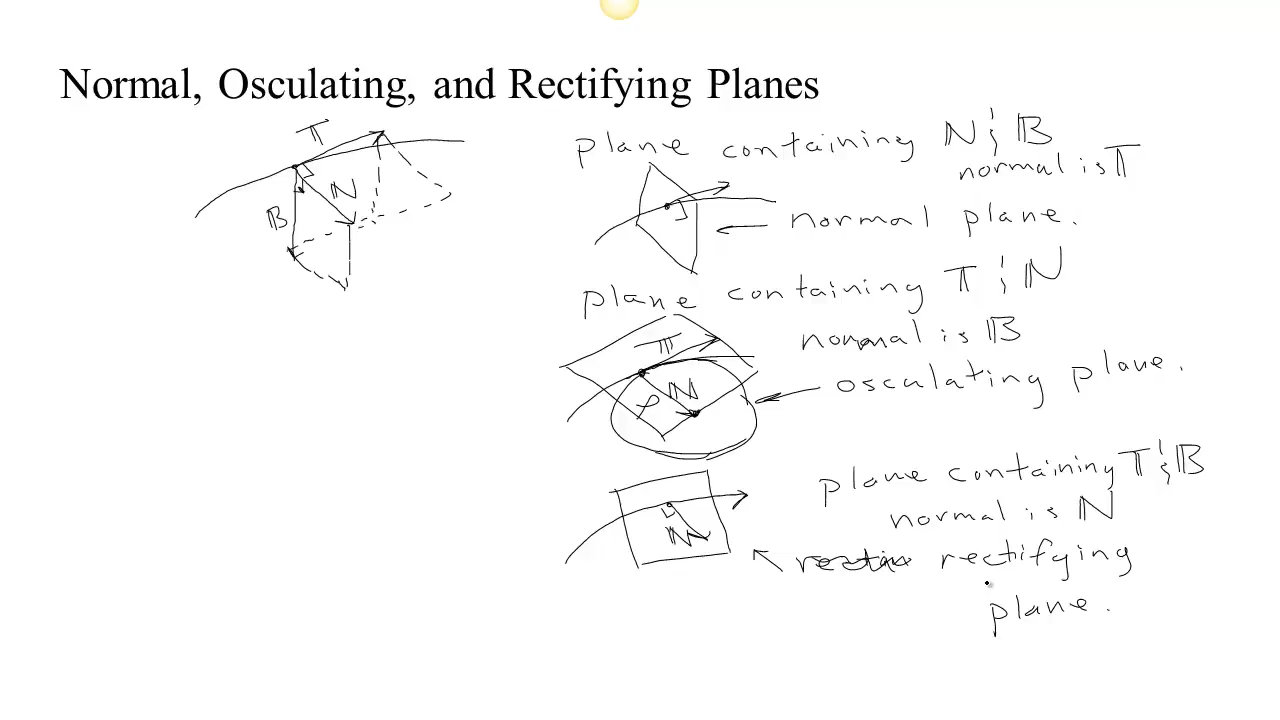 Normal, Osculating, and Rectifying Planes
T
N
B
plane containing N & B
normal is T
normal plane.
plane containing T & N
normal is B
T
N
ρ
osculating plane.
plane containing T & B
normal is N
N
rectifying
plane.